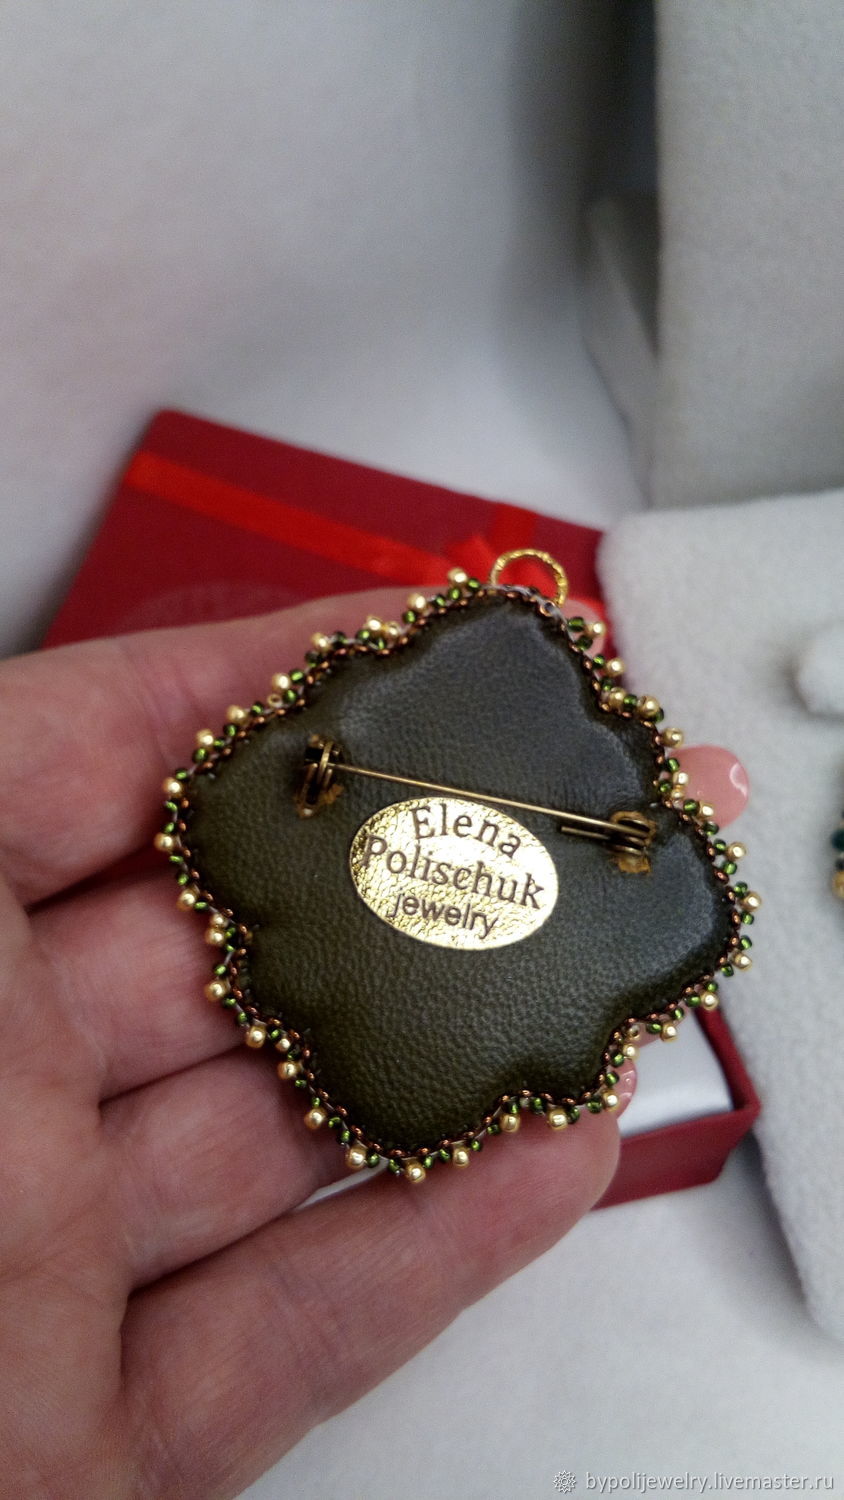 Elena
Polischuk
jewelry
bypolijewelry.livemaster.ru